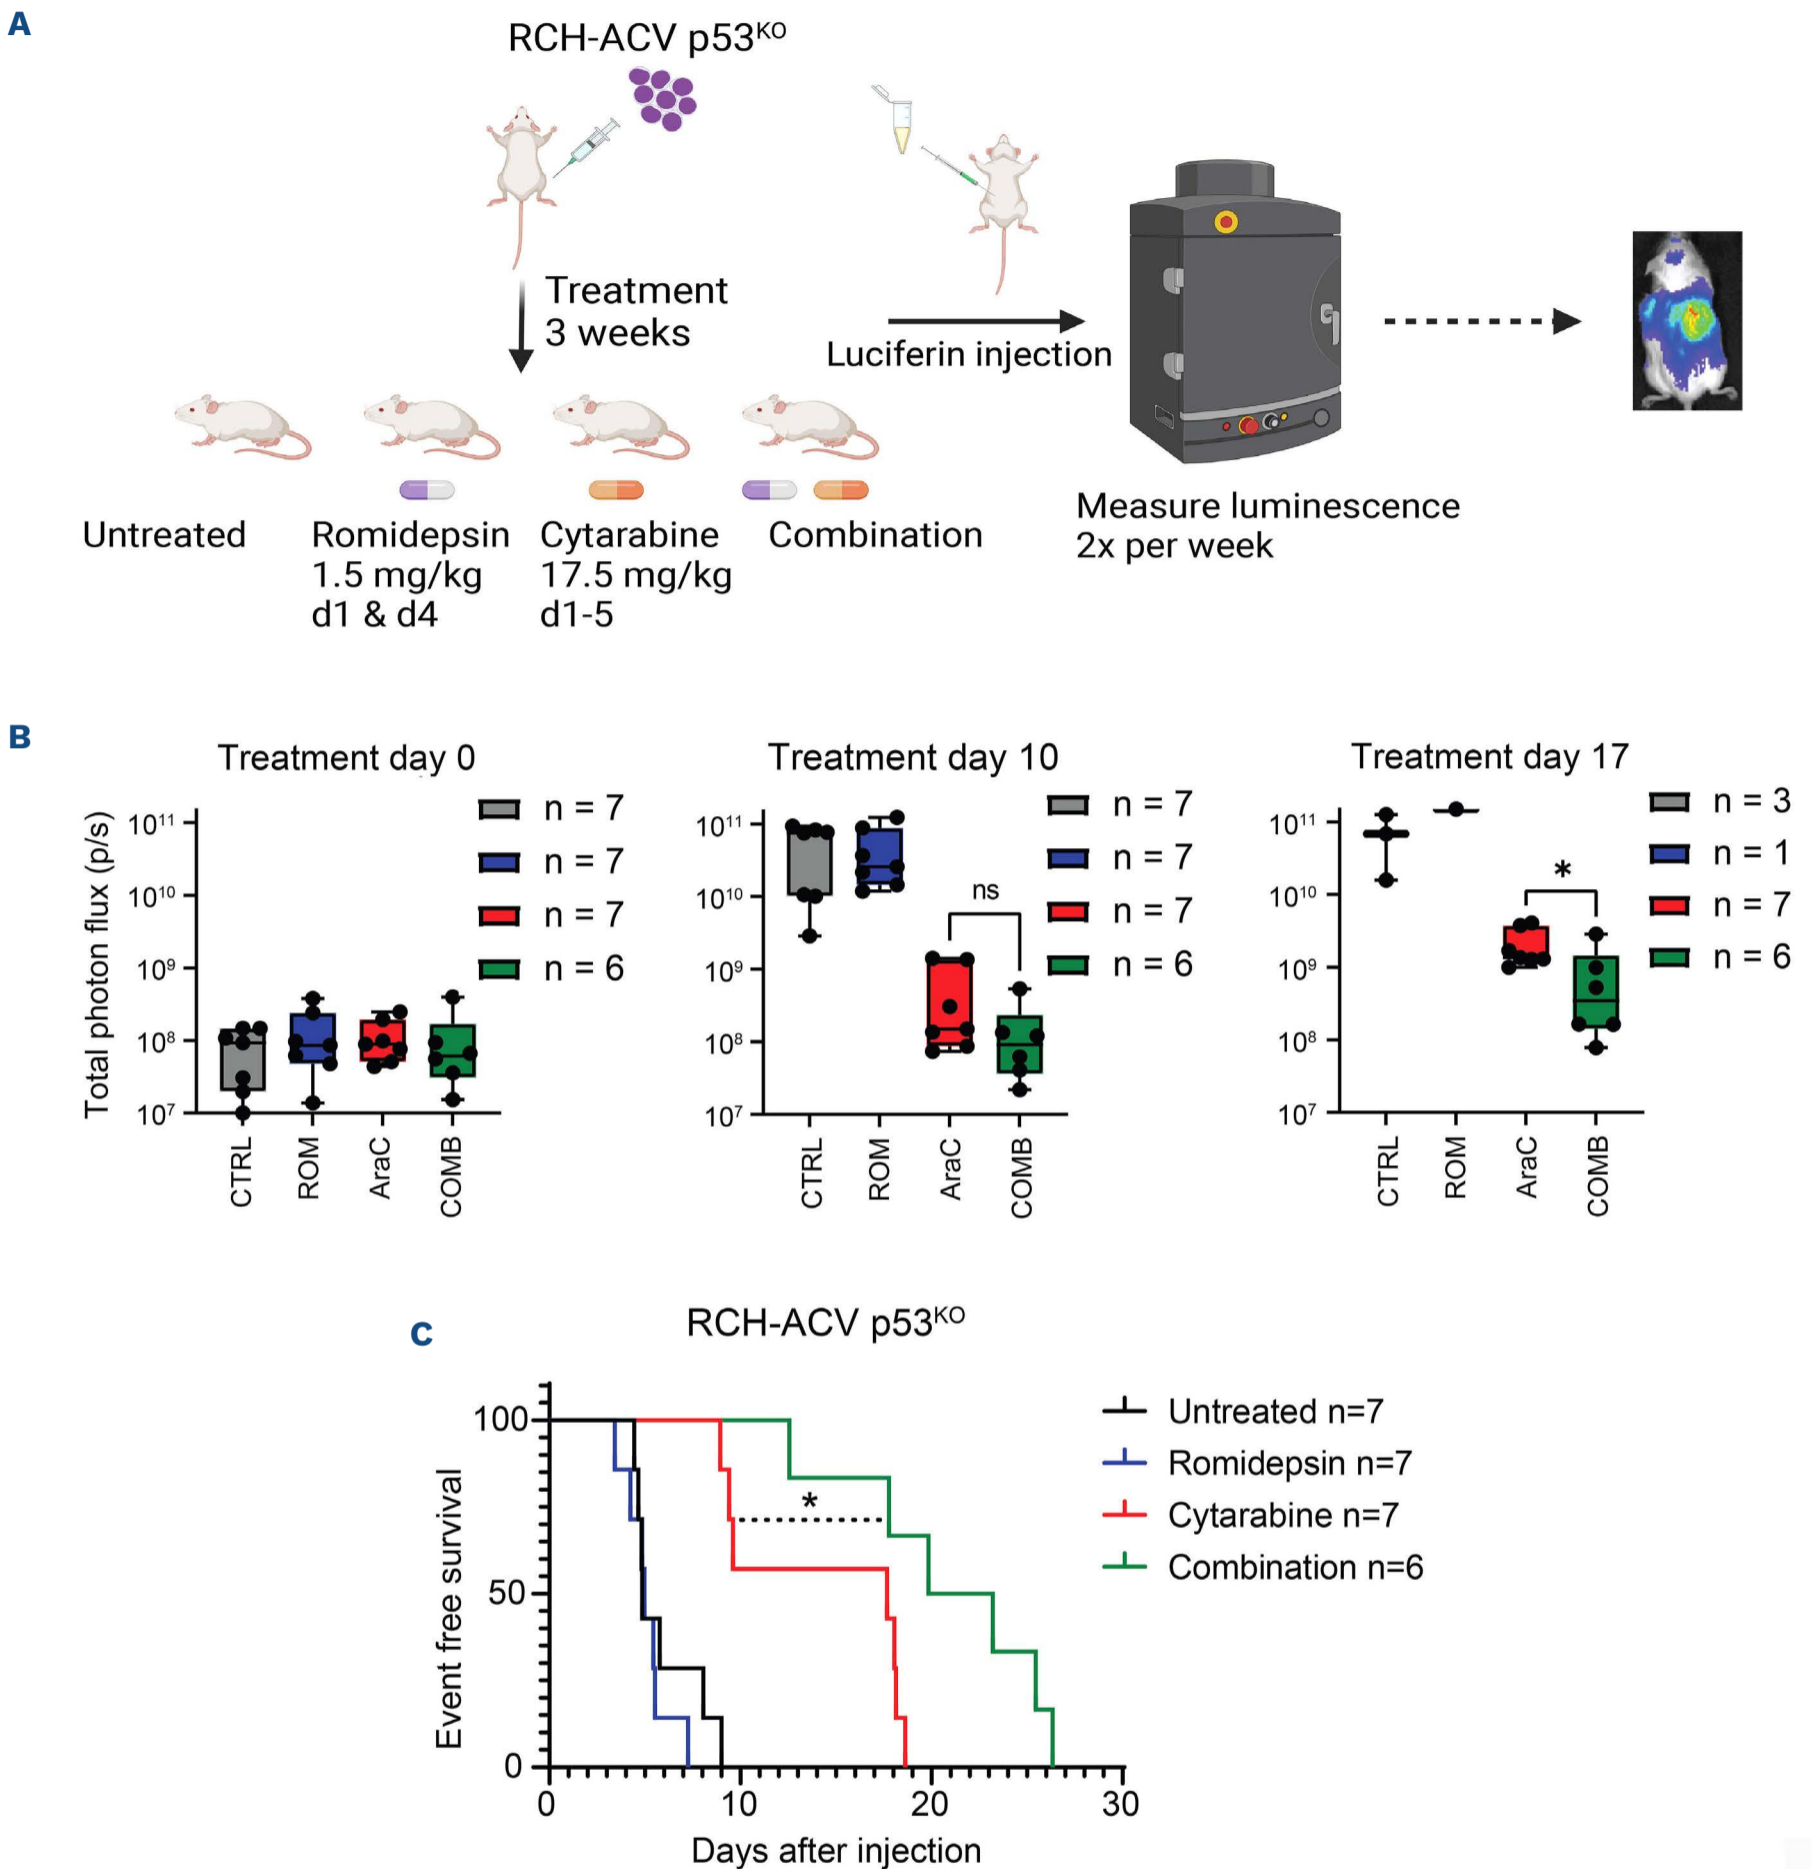 A
RCH-ACV p53KO
Treatment
3 weeks
Luciferin injection
Untreated
Romidepsin
1.5 mg/kg
d1 & d4
Cytarabine
17.5 mg/kg
d1-5
Combination
Measure luminescence
2x per week
B
Treatment day 0
Total photon flux (p/s)
10¹¹
10¹⁰
10⁹
10⁸
10⁷
CTRL
ROM
AraC
COMB
n = 7
n = 7
n = 7
n = 6
Treatment day 10
10¹¹
10¹⁰
10⁹
10⁸
10⁷
ns
CTRL
ROM
AraC
COMB
n = 7
n = 7
n = 7
n = 6
Treatment day 17
10¹¹
10¹⁰
10⁹
10⁸
10⁷
*
CTRL
ROM
AraC
COMB
n = 3
n = 1
n = 7
n = 6
C
RCH-ACV p53KO
Event free survival
100
50
0
*
0 10 20 30
Days after injection
Untreated n=7
Romidepsin n=7
Cytarabine n=7
Combination n=6